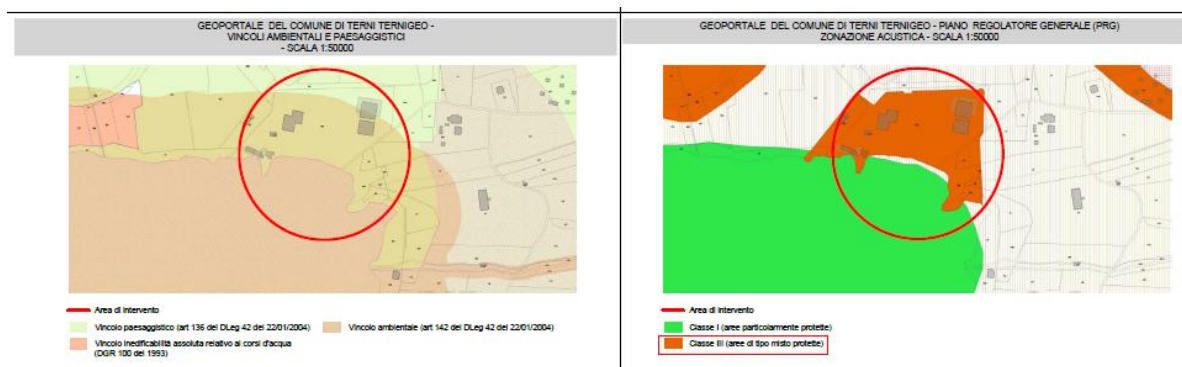 GEOPORTALE DEL COMUNE DI TERNI TERNIGEO -
VINCOLI AMBIENTALI E PAESAGGISTICI
- SCALA 1:50000
Area di intervento
Vincolo paesaggistico (art 136 del DLeg 42 del 22/01/2004)
Vincolo ambientale (art 142 del DLeg 42 del 22/01/2004)
Vincolo inedificabilità assoluta relativo ai corsi d'acqua
(DGR 100 del 1993)
GEOPORTALE DEL COMUNE DI TERNI TERNIGEO - PIANO REGOLATORE GENERALE (PRG)
ZONAZIONE ACUSTICA - SCALA 1:50000
Area di intervento
Classe I (aree particolarmente protette)
Classe III (aree di tipo misto protette)